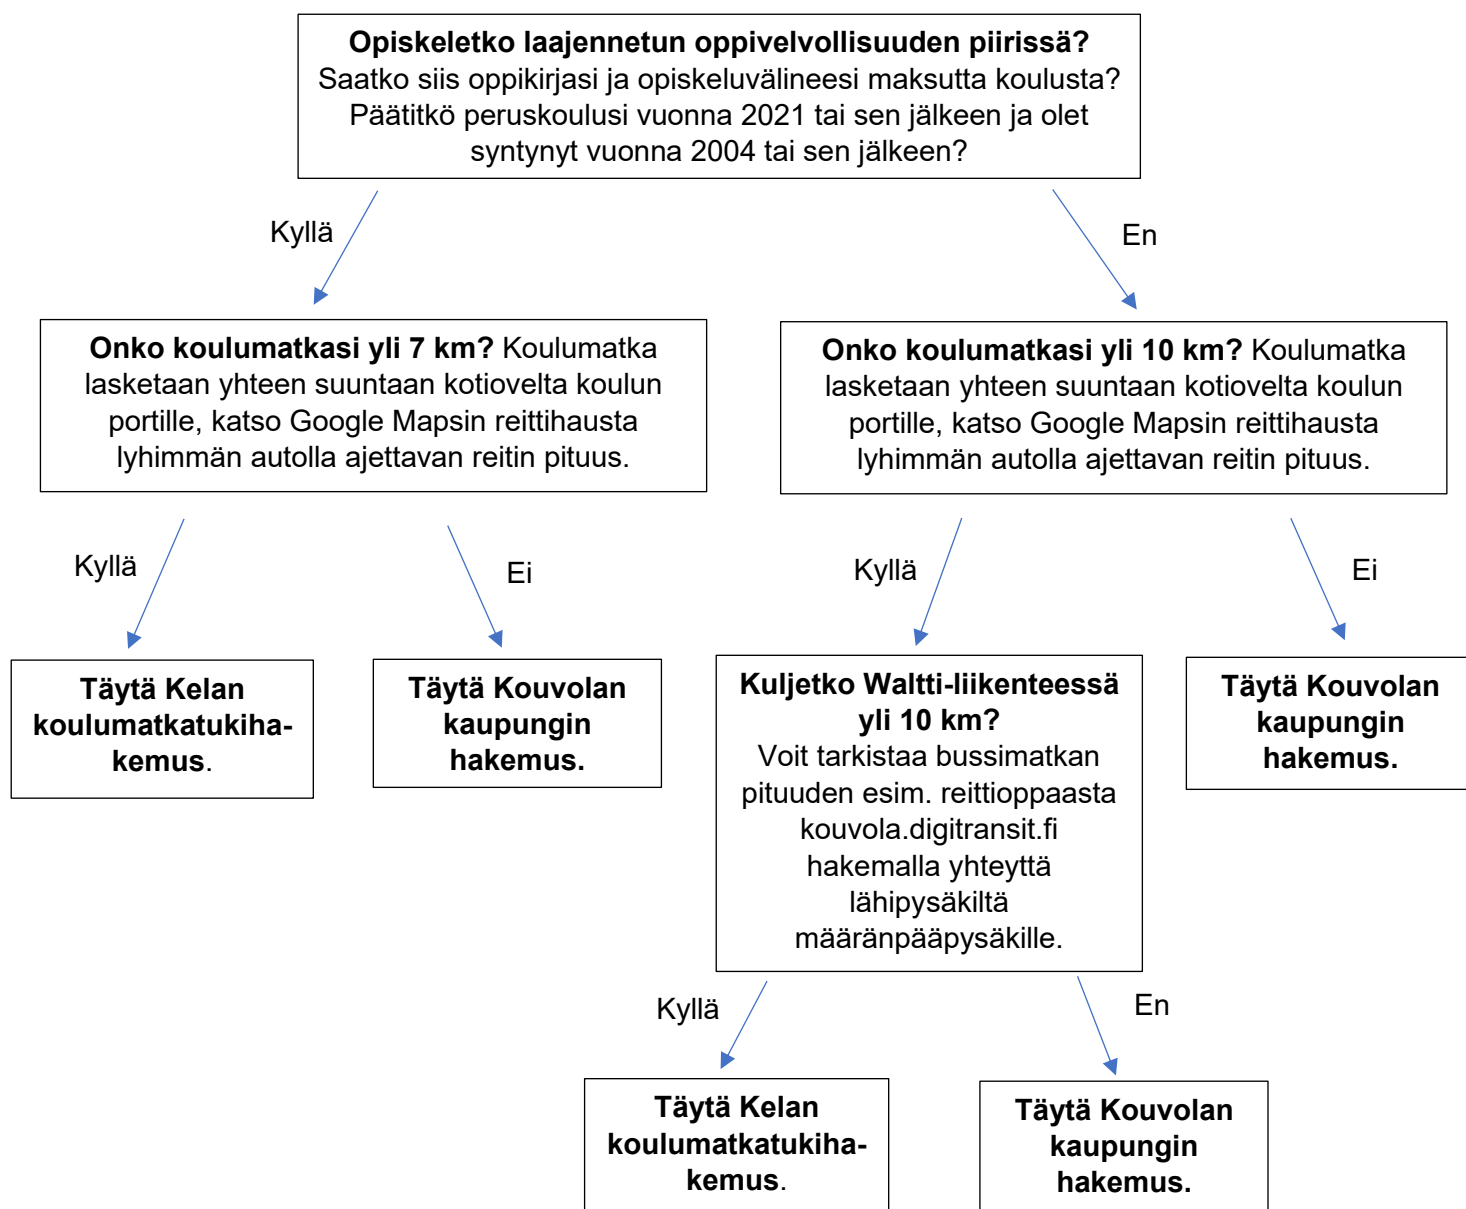 Opiskeletko laajennetun oppivelvollisuuden piirissä?
Saatko siis oppikirjasi ja opiskeluvälineesi maksutta koulusta?
Päätitkö peruskoulusi vuonna 2021 tai sen jälkeen ja olet
syntynyt vuonna 2004 tai sen jälkeen?
Kyllä
En
Onko koulumatkasi yli 7 km? Koulumatka
lasketaan yhteen suuntaan kotiovelta koulun
portille, katso Google Mapsin reittihausta
lyhimmän autolla ajettavan reitin pituus.
Onko koulumatkasi yli 10 km? Koulumatka
lasketaan yhteen suuntaan kotiovelta koulun
portille, katso Google Mapsin reittihausta
lyhimmän autolla ajettavan reitin pituus.
Kyllä
Ei
Kyllä
Ei
Täytä Kelan
koulumatkatukiha-
kemus.
Täytä Kouvolan
kaupungin
hakemus.
Kuljetko Waltti-liikenteessä
yli 10 km?
Voit tarkistaa bussimatkan
pituuden esim. reittioppaasta
kouvola.digitransit.fi
hakemalla yhteyttä
lähipysäkiltä
määränpääpysäkille.
Täytä Kouvolan
kaupungin
hakemus.
Kyllä
En
Täytä Kelan
koulumatkatukiha-
kemus.
Täytä Kouvolan
kaupungin
hakemus.